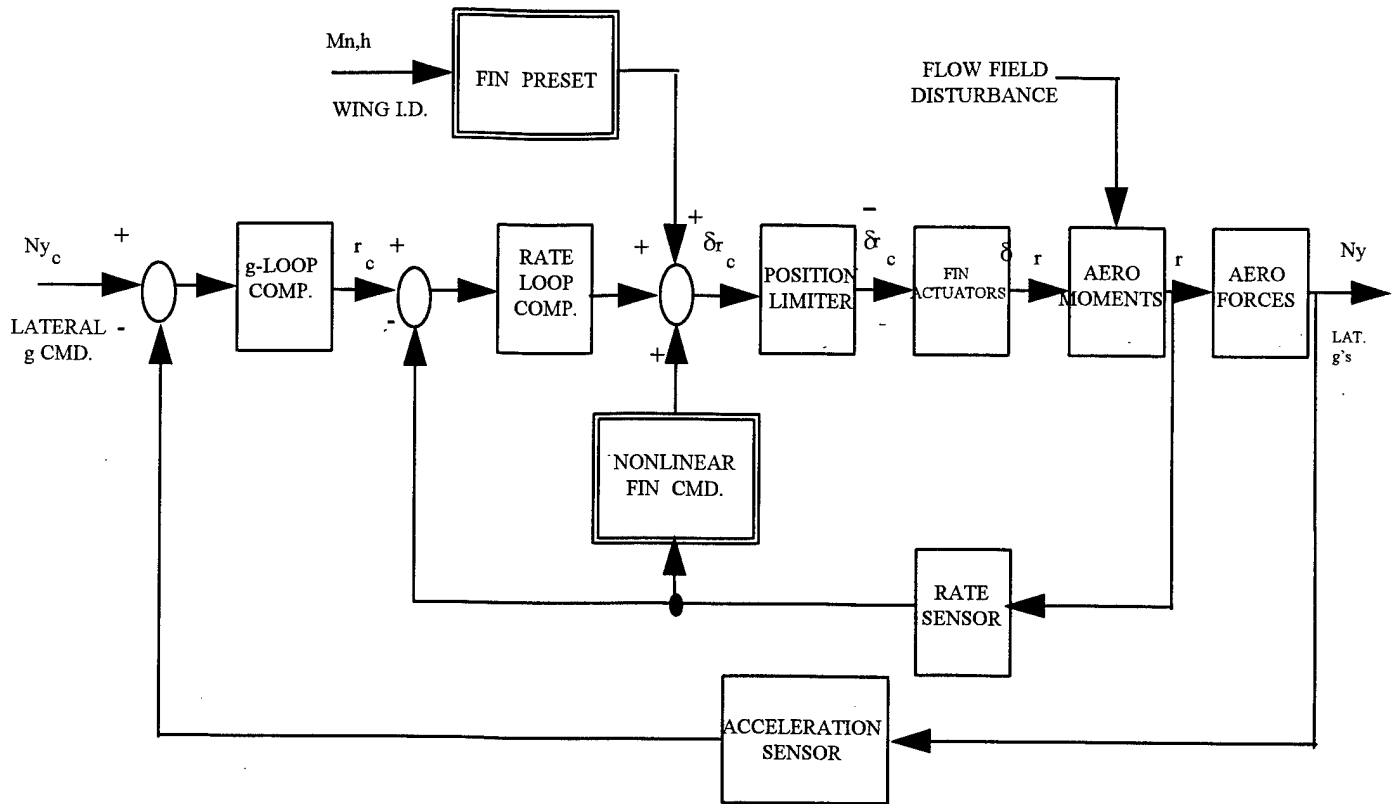 Mn,h
FIN PRESET
WING I.D.
FLOW FIELD
DISTURBANCE
Ny
c
+
g-LOOP
COMP.
r
c
+
RATE
LOOP
COMP.
+
+
δr
c
POSITION
LIMITER
-
δr
c
-
FIN
ACTUATORS
δ r
AERO
MOMENTS
r
AERO
FORCES
Ny
LATERAL -
g CMD.
-
+
LAT.
g`s
NONLINEAR
FIN CMD.
RATE
SENSOR
ACCELERATION
SENSOR